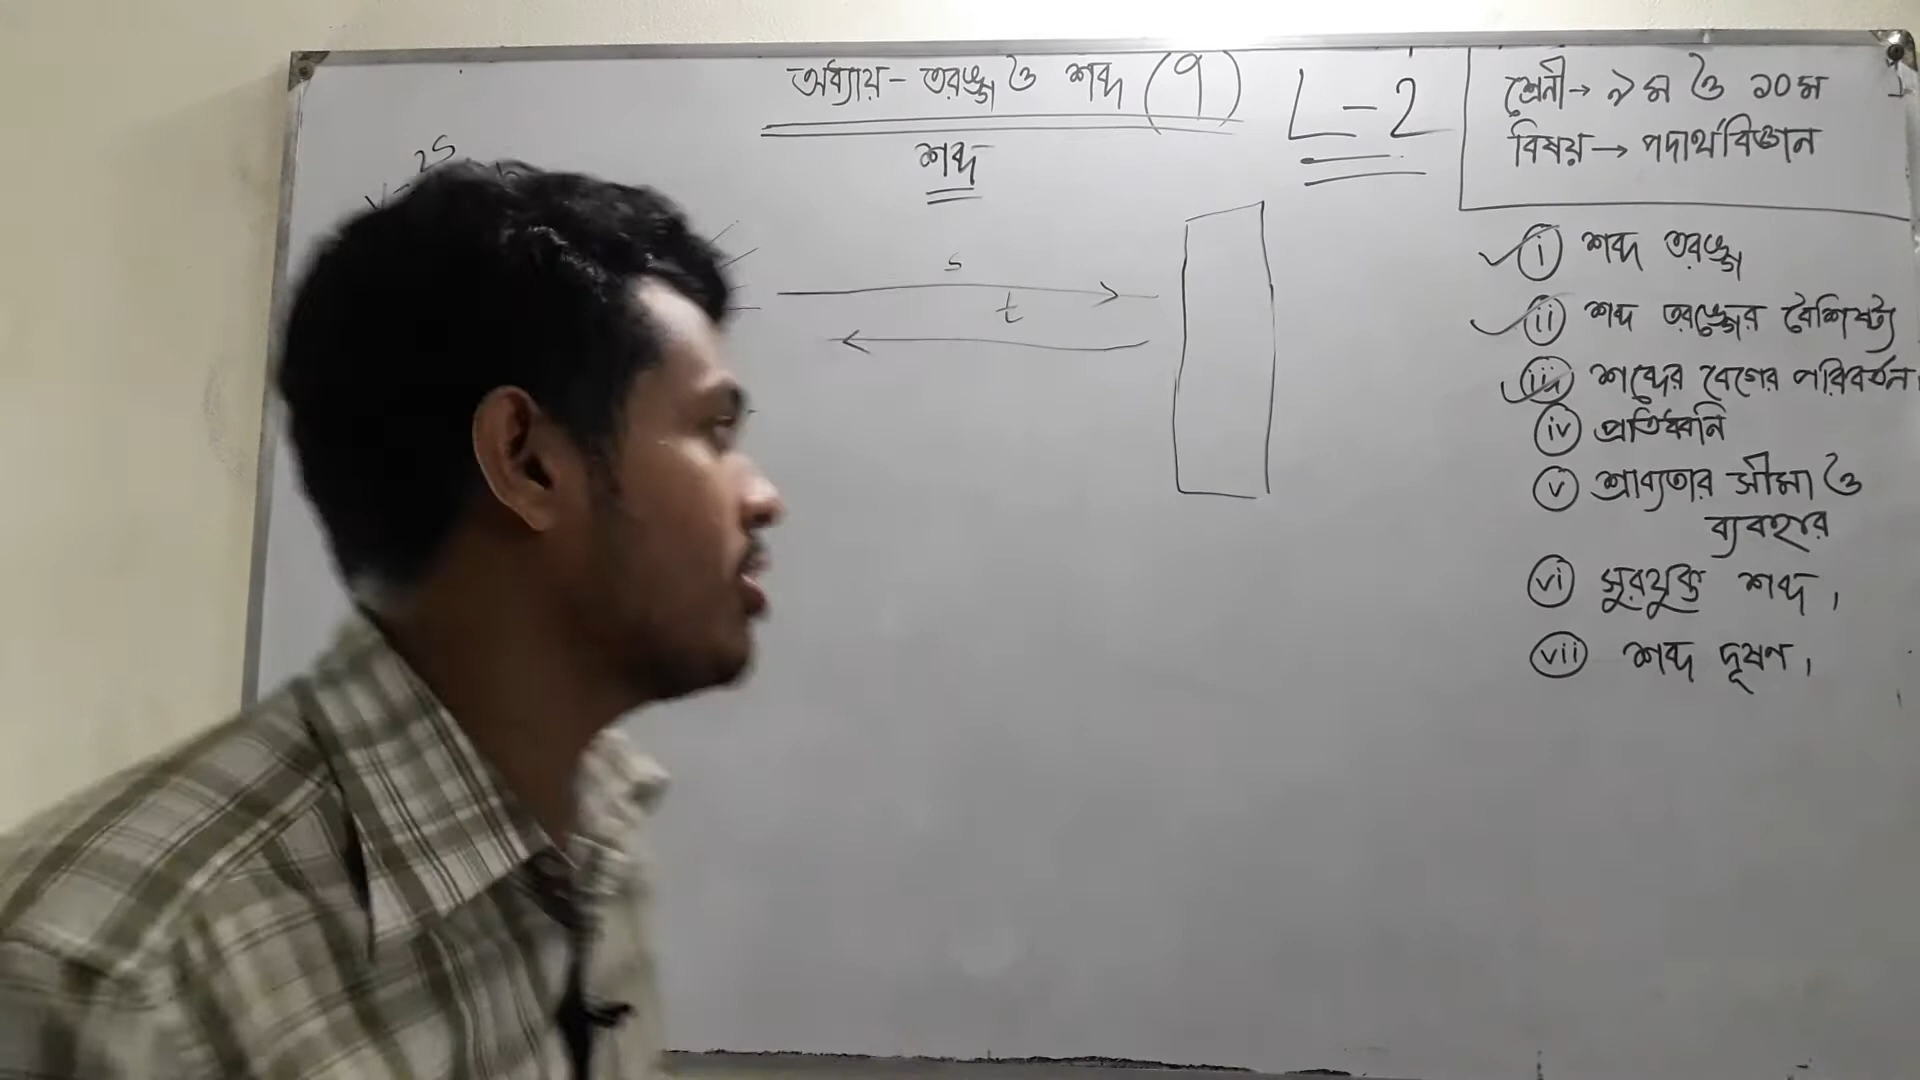 অধ্যায় - তরঙ্গ ও শব্দ (৭)
L - 2
শব্দ
শ্রেনী → ৯ম ও ১০ম
বিষয় → পদার্থবিজ্ঞান
2s
s
t
i শব্দ তরঙ্গ
ii শব্দ তরঙ্গের বৈশিষ্ট্য
iii শব্দের বেগের পরিবর্তন।
iv প্রতিধ্বনি
v শ্রাব্যতার সীমা ও
ব্যবহার
vi সুরযুক্ত শব্দ।
vii শব্দ দূষণ।